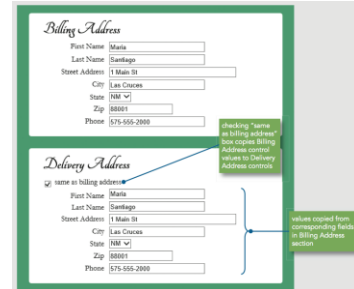 Billing Address
First Name Maria
Last Name Santiago
Street Address 1 Main St
City Las Cruces
State NM
Zip 88001
Phone 575-555-2000
checking "same
as billing address"
box copies Billing
Address control
values to Delivery
Address controls
Delivery Address
same as billing address
First Name Maria
Last Name Santiago
Street Address 1 Main St
City Las Cruces
State NM
Zip 88001
Phone 575-555-2000
values copied from
corresponding fields
in Billing Address
section